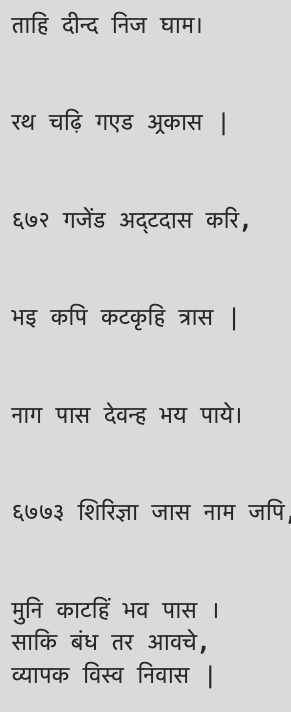 ताहि दीन्द निज घाम।
रथ चढ़ि गएड अ्रकास |
६७२ गजेंड अद्टदास करि,
भइ कपि कटकृहि त्रास |
नाग पास देवन्ह भय पाये।
६७७३ शिरिज्ञा जास नाम जपि,
मुनि काटहिं भव पास ।
साकि बंध तर आवचे,
व्यापक विस्व निवास |